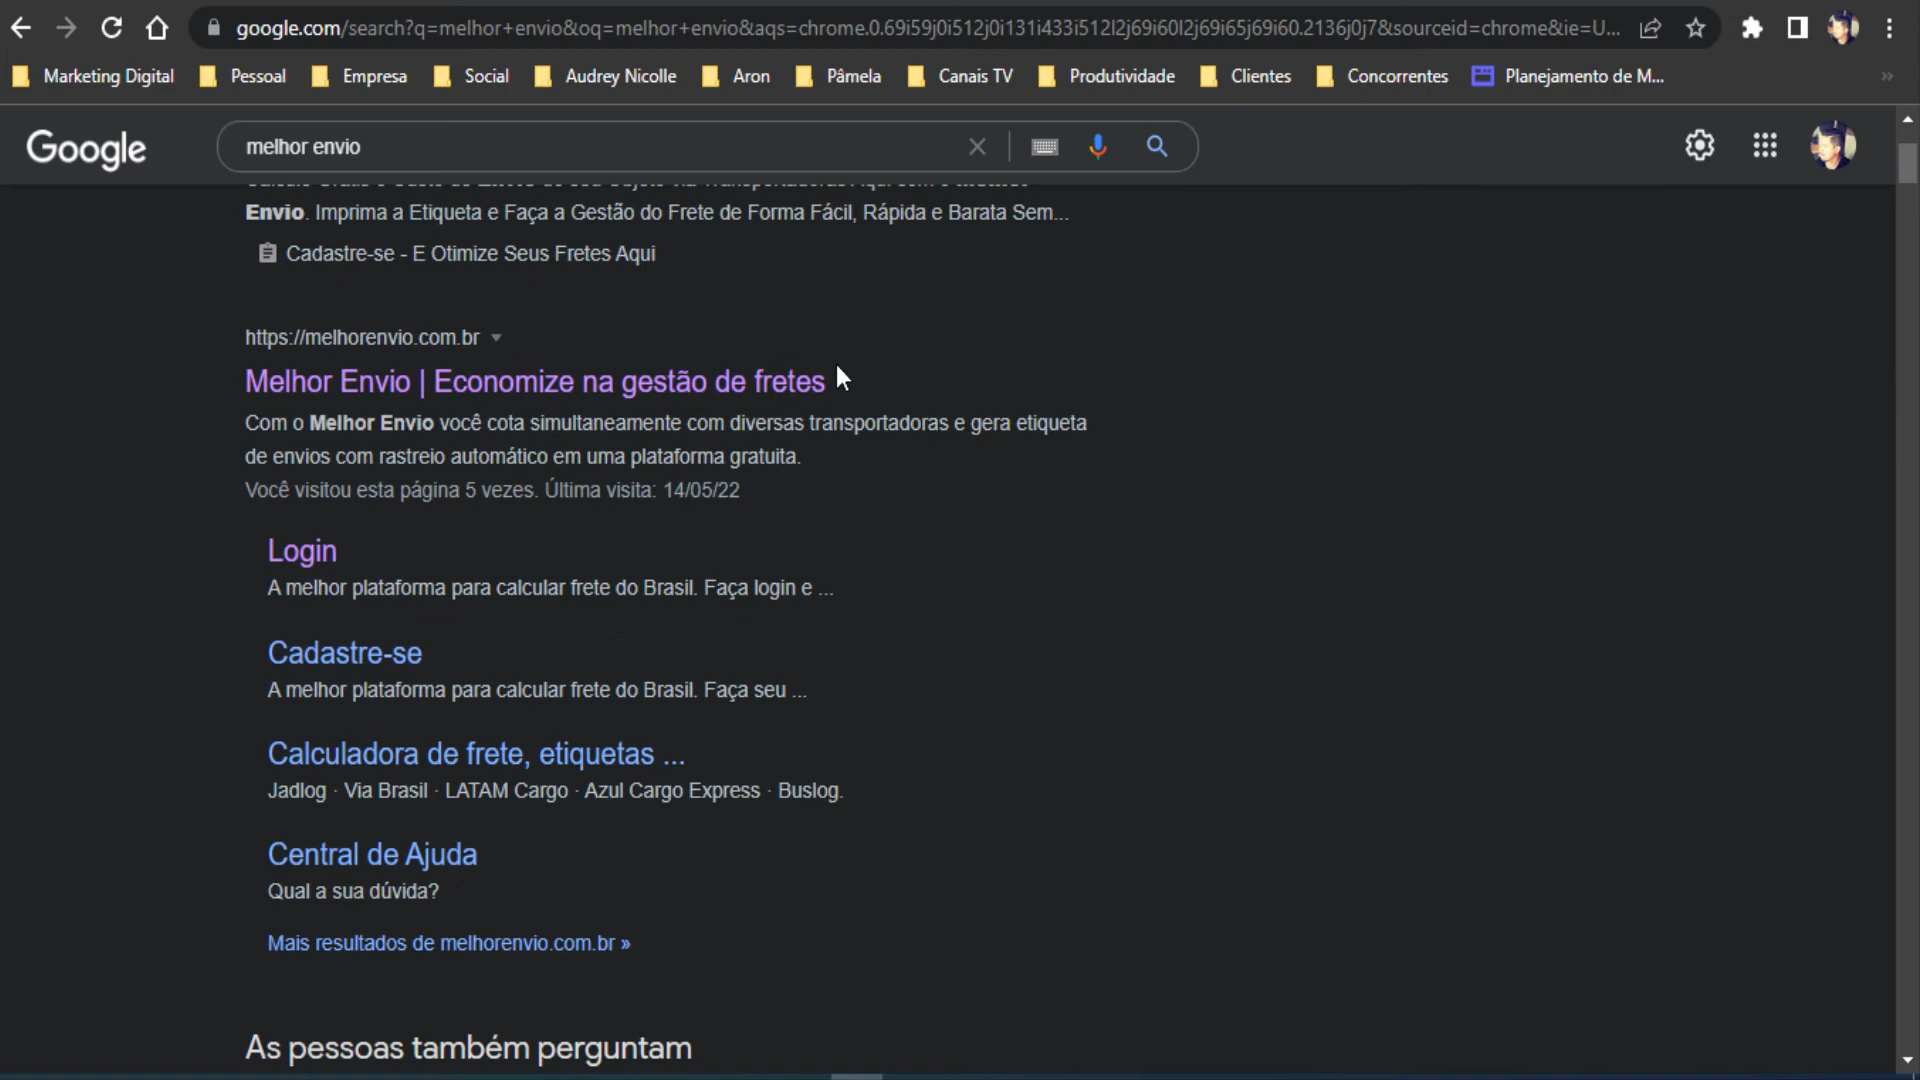 google.com/search?q=melhor+envio&oq=melhor+envio&aqs=chrome.0.69i59j0i512j0i131i433i512l2j69i60l2j69i65j69i60.2136j0j7&sourceid=chrome&ie=U...
Marketing Digital Pessoal Empresa Social Audrey Nicolle Aron Pâmela Canais TV Produtividade Clientes Concorrentes Planejamento de M...
Google melhor envio
Envio. Imprima a Etiqueta e Faça a Gestão do Frete de Forma Fácil, Rápida e Barata Sem...
Cadastre-se - E Otimize Seus Fretes Aqui
https://melhorenvio.com.br
Melhor Envio | Economize na gestão de fretes
Com o Melhor Envio você cota simultaneamente com diversas transportadoras e gera etiqueta
de envios com rastreio automático em uma plataforma gratuita.
Você visitou esta página 5 vezes. Última visita: 14/05/22
Login
A melhor plataforma para calcular frete do Brasil. Faça login e ...
Cadastre-se
A melhor plataforma para calcular frete do Brasil. Faça seu ...
Calculadora de frete, etiquetas ...
Jadlog · Via Brasil · LATAM Cargo · Azul Cargo Express · Buslog.
Central de Ajuda
Qual a sua dúvida?
Mais resultados de melhorenvio.com.br »
As pessoas também perguntam